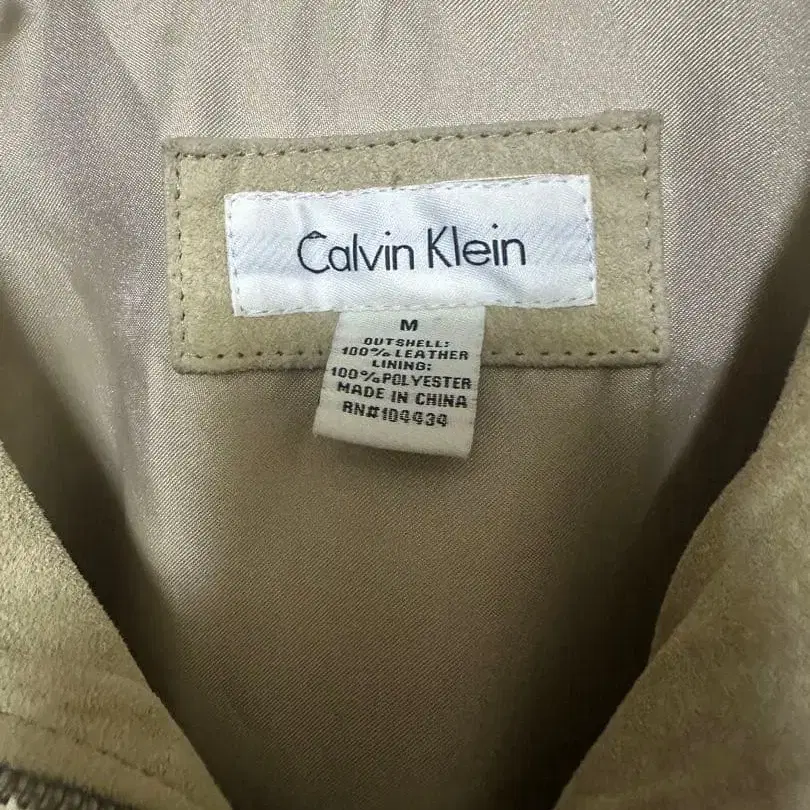 Calvin Klein
M
OUTSHELL:
100% LEATHER
LINING:
100% POLYESTER
MADE IN CHINA
RN#104434